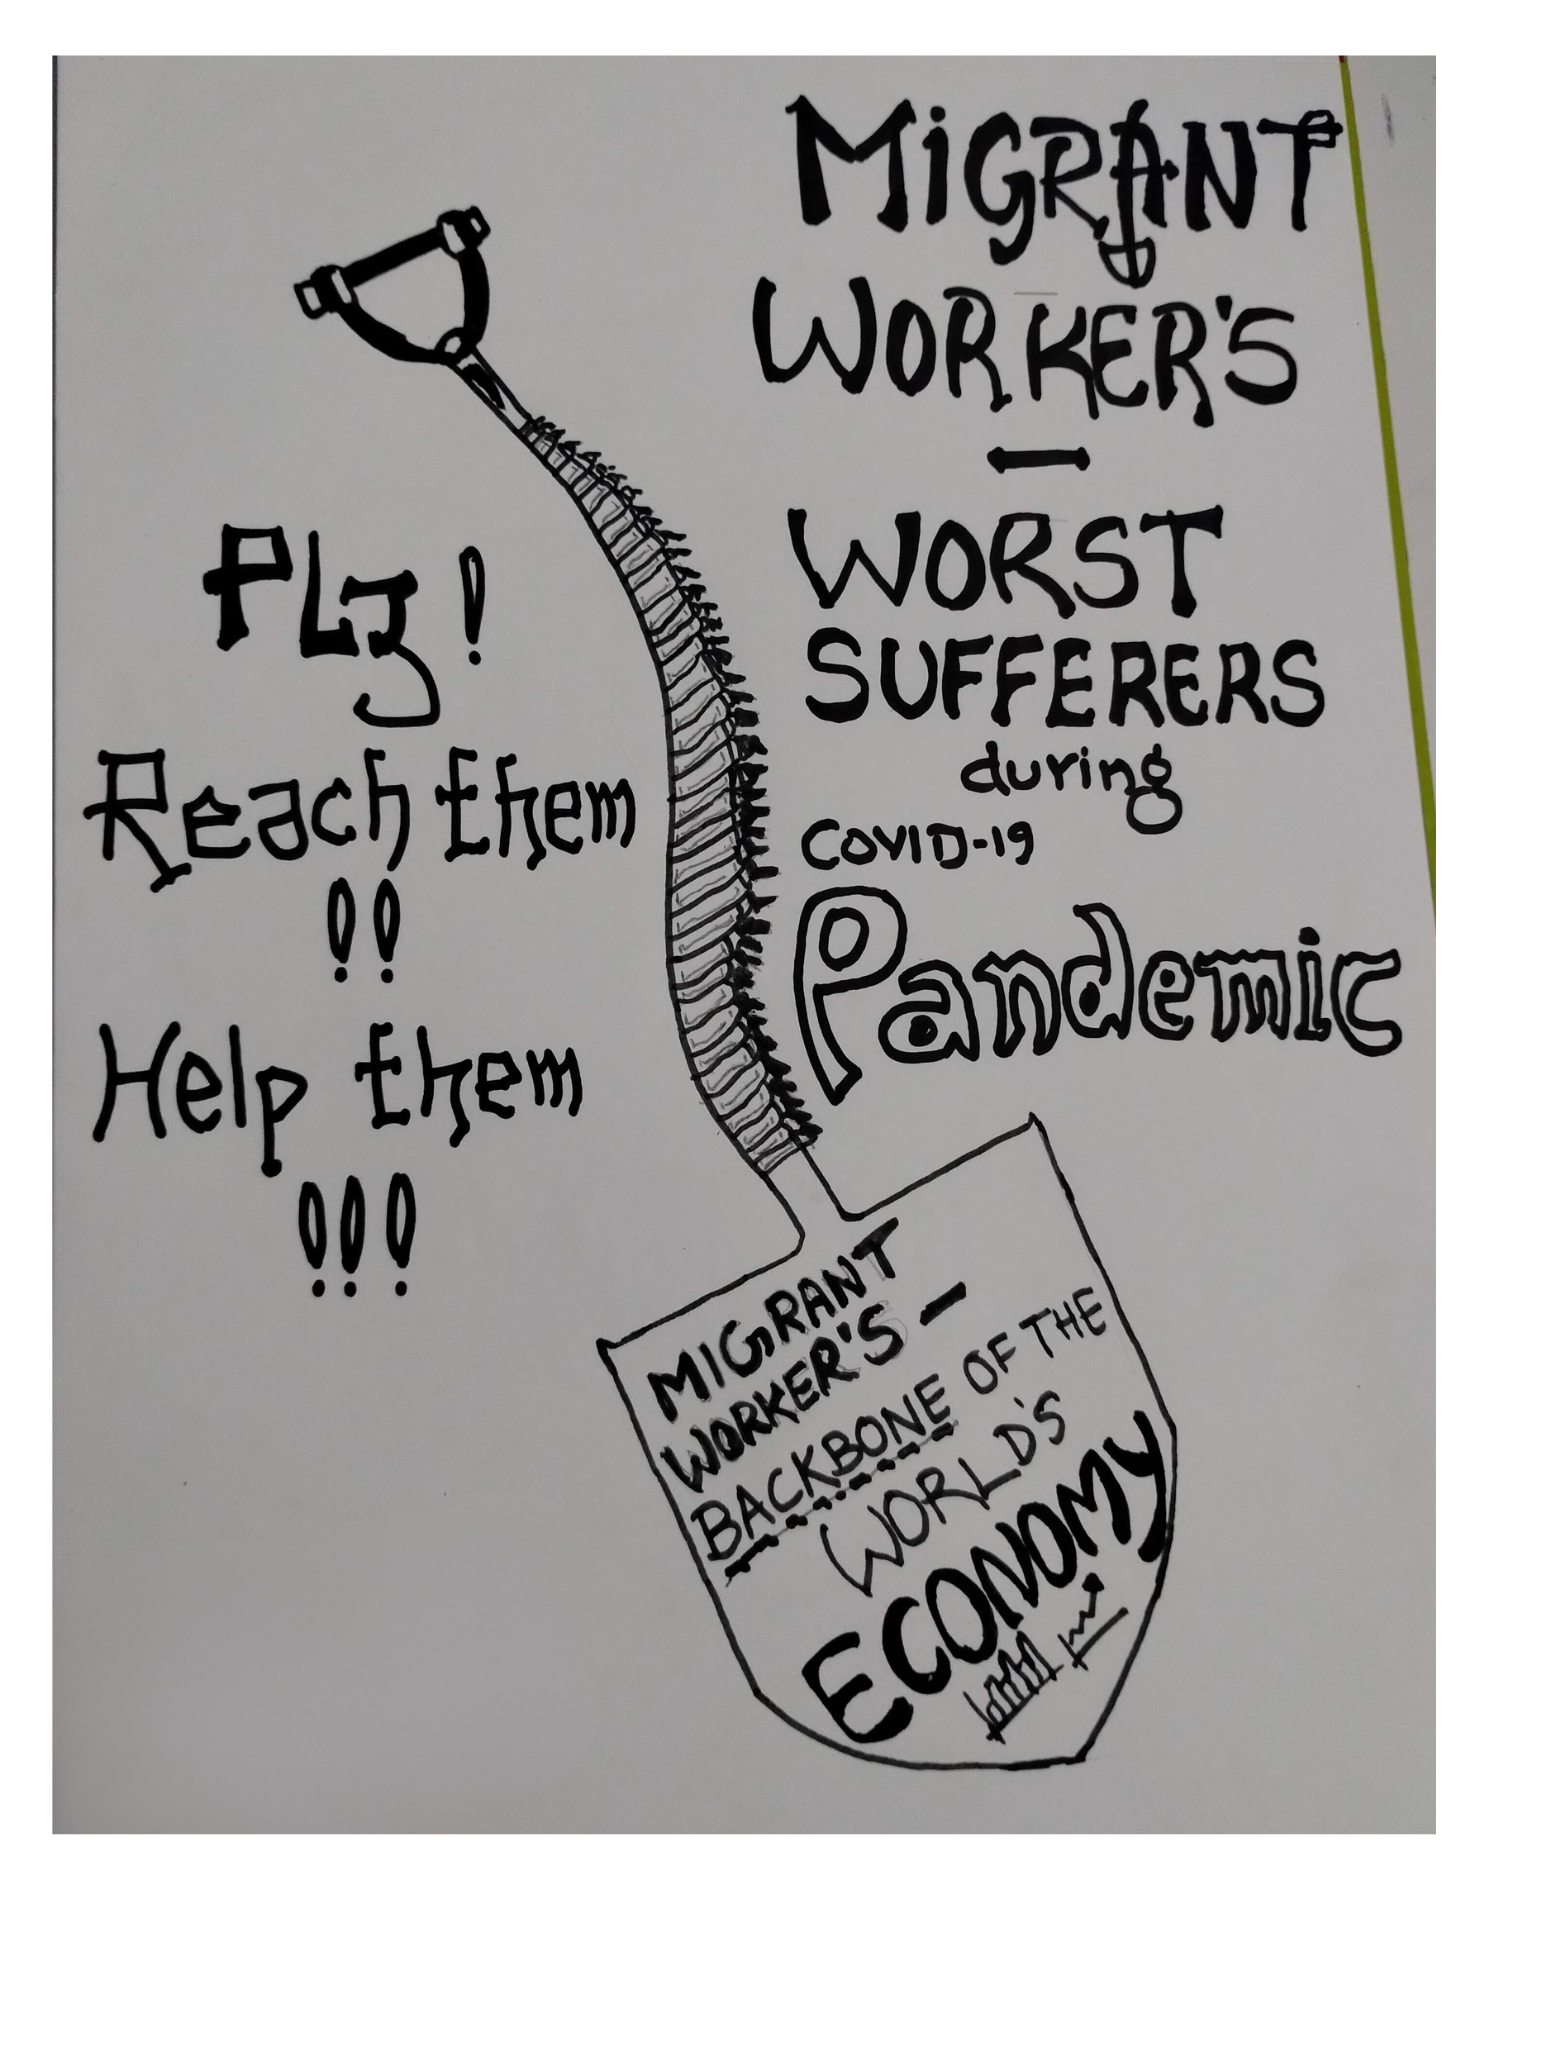 MiGRANT
WORKER'S
—
WORST
SUFFERERS
during
COVID-19
Pandemic
PLz!
Reach them
!!
Help them
!!!
MIGRANT
WORKER'S —
BACKBONE OF THE
WORLD'S
ECONOMY